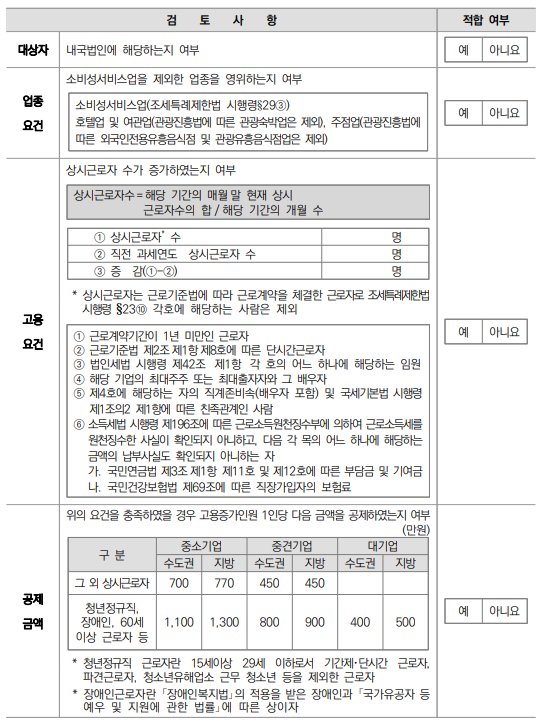 검 토 사 항 적합 여부
대상자 내국법인에 해당하는지 여부 예 아니요
소비성서비스업을 제외한 업종을 영위하는지 여부
업종
요건
소비성서비스업(조세특례제한법 시행령§29③)
호텔업 및 여관업(관광진흥법에 따른 관광숙박업은 제외), 주점업(관광진흥법에
따른 외국인전용유흥음식점 및 관광유흥음식점업은 제외)
예 아니요
상시근로자 수가 증가하였는지 여부
상시근로자수 = 해당 기간의 매월 말 현재 상시
근로자수의 합 / 해당 기간의 개월 수
① 상시근로자* 수 명
② 직전 과세연도 상시근로자 수 명
③ 증 감(①-②) 명
* 상시근로자는 근로기준법에 따라 근로계약을 체결한 근로자로 조세특례제한법
시행령 §23⑩ 각호에 해당하는 사람은 제외
고용
요건
예 아니요
① 근로계약기간이 1년 미만인 근로자
② 근로기준법 제2조 제1항 제8호에 따른 단시간근로자
③ 법인세법 시행령 제42조 제1항 각 호의 어느 하나에 해당하는 임원
④ 해당 기업의 최대주주 또는 최대출자자와 그 배우자
⑤ 제4호에 해당하는 자의 직계존비속(배우자 포함) 및 국세기본법 시행령
제1조의2 제1항에 따른 친족관계인 사람
⑥ 소득세법 시행령 제196조에 따른 근로소득원천징수부에 의하여 근로소득세를
원천징수한 사실이 확인되지 아니하고, 다음 각 목의 어느 하나에 해당하는
금액의 납부사실도 확인되지 아니하는 자
가. 국민연금법 제3조 제1항 제11호 및 제12호에 따른 부담금 및 기여금
나. 국민건강보험법 제69조에 따른 직장가입자의 보험료
위의 요건을 충족하였을 경우 고용증가인원 1인당 다음 금액을 공제하였는지 여부
(만원)
구 분 중소기업 중견기업 대기업
수도권 지방 수도권 지방 수도권 지방
그 외 상시근로자 700 770 450 450
청년정규직,
장애인, 60세
이상 근로자 등
1,100 1,300 800 900 400 500
공제
금액
예 아니요
* 청년정규직 근로자란 15세이상 29세 이하로서 기간제·단시간 근로자,
파견근로자, 청소년유해업소 근무 청소년 등을 제외한 근로자
* 장애인근로자란 「장애인복지법」의 적용을 받은 장애인과 「국가유공자 등
예우 및 지원에 관한 법률」에 따른 상이자